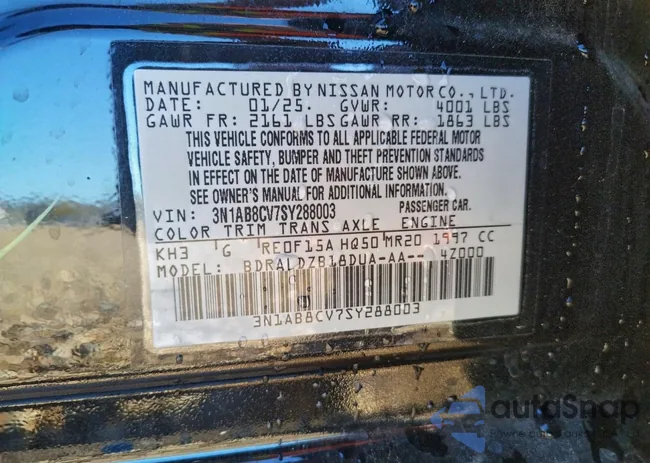 MANUFACTURED BY NISSAN MOTOR CO., LTD.
DATE: 01/25. GVWR: 4001 LBS
GAWR FR: 2161 LBS GAWR RR: 1863 LBS
THIS VEHICLE CONFORMS TO ALL APPLICABLE FEDERAL MOTOR
VEHICLE SAFETY, BUMPER AND THEFT PREVENTION STANDARDS
IN EFFECT ON THE DATE OF MANUFACTURE SHOWN ABOVE.
SEE OWNER'S MANUAL FOR ADDITIONAL INFORMATION.
VIN: 3N1AB8CV7SY288003 PASSENGER CAR.
COLOR TRIM TRANS AXLE ENGINE
KH3 G RE0F15A HQ50 MR20 1997 CC
MODEL: BDRALDZB18DUA-AA-- 4Z000
3N1AB8CV7SY288003
autoSnap